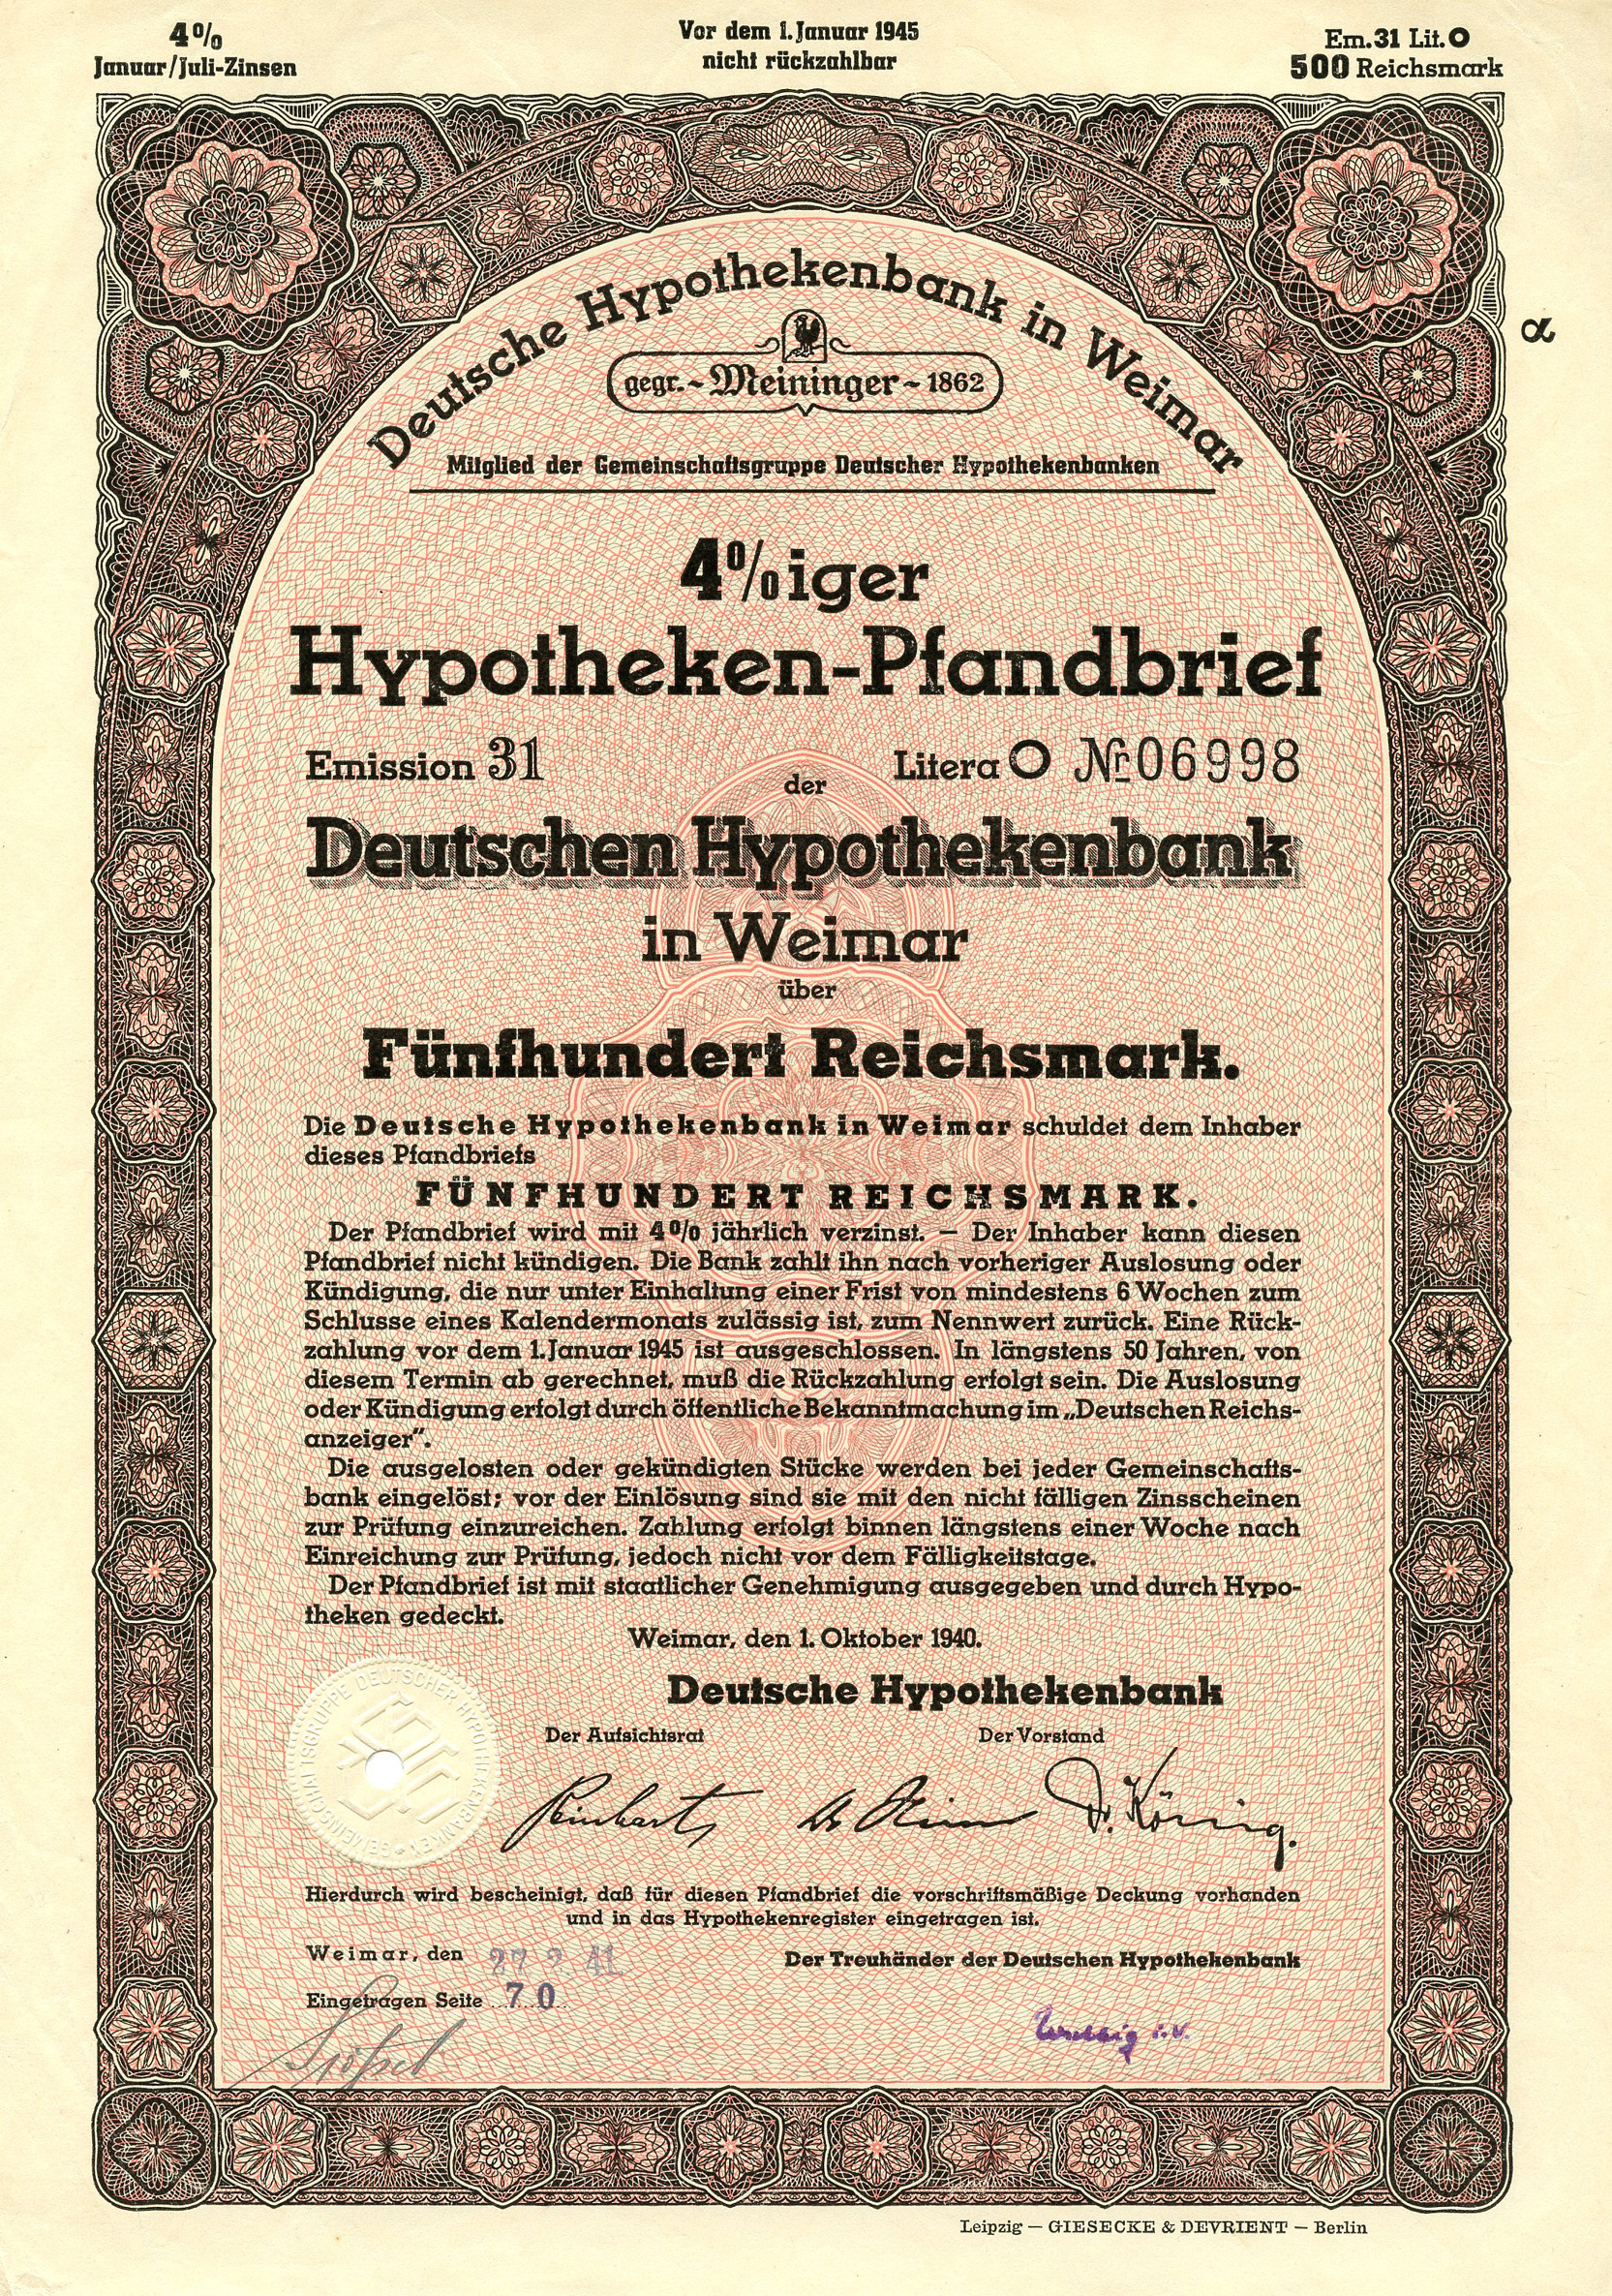 4%
Januar/Juli-Zinsen
Vor dem 1. Januar 1945
nicht rückzahlbar
Em. 31 Lit. O
500 Reichsmark
α
Deutsche Hypothekenbank in Weimar
gegr. ~ Meininger ~ 1862
Mitglied der Gemeinschaftsgruppe Deutscher Hypothekenbanken
4%iger
Hypotheken-Pfandbrief
Emission 31
Litera O № 06998
der
Deutschen Hypothekenbank
in Weimar
über
Fünfhundert Reichsmark.
Die Deutsche Hypothekenbank in Weimar schuldet dem Inhaber
dieses Pfandbriefs
FÜNFHUNDERT REICHSMARK.
Der Pfandbrief wird mit 4% jährlich verzinst. — Der Inhaber kann diesen
Pfandbrief nicht kündigen. Die Bank zahlt ihn nach vorheriger Auslosung oder
Kündigung, die nur unter Einhaltung einer Frist von mindestens 6 Wochen zum
Schlusse eines Kalendermonats zulässig ist, zum Nennwert zurück. Eine Rück-
zahlung vor dem 1. Januar 1945 ist ausgeschlossen. In längstens 50 Jahren, von
diesem Termin ab gerechnet, muß die Rückzahlung erfolgt sein. Die Auslosung
oder Kündigung erfolgt durch öffentliche Bekanntmachung im „Deutschen Reichs-
anzeiger”.
Die ausgelosten oder gekündigten Stücke werden bei jeder Gemeinschafts-
bank eingelöst; vor der Einlösung sind sie mit den nicht fälligen Zinsscheinen
zur Prüfung einzureichen. Zahlung erfolgt binnen längstens einer Woche nach
Einreichung zur Prüfung, jedoch nicht vor dem Fälligkeitstage.
Der Pfandbrief ist mit staatlicher Genehmigung ausgegeben und durch Hypo-
theken gedeckt.
Weimar, den 1. Oktober 1940.
Deutsche Hypothekenbank
Der Aufsichtsrat
Der Vorstand
GEMEINSCHAFTSGRUPPE DEUTSCHER HYPOTHEKENBANKEN
Reinhart, Dr. König.
Hierdurch wird bescheinigt, daß für diesen Pfandbrief die vorschriftsmäßige Deckung vorhanden
und in das Hypothekenregister eingetragen ist.
Weimar, den 27 2. 41
Der Treuhänder der Deutschen Hypothekenbank
Eingetragen Seite 70
i.V.
Leipzig — GIESECKE & DEVRIENT — Berlin